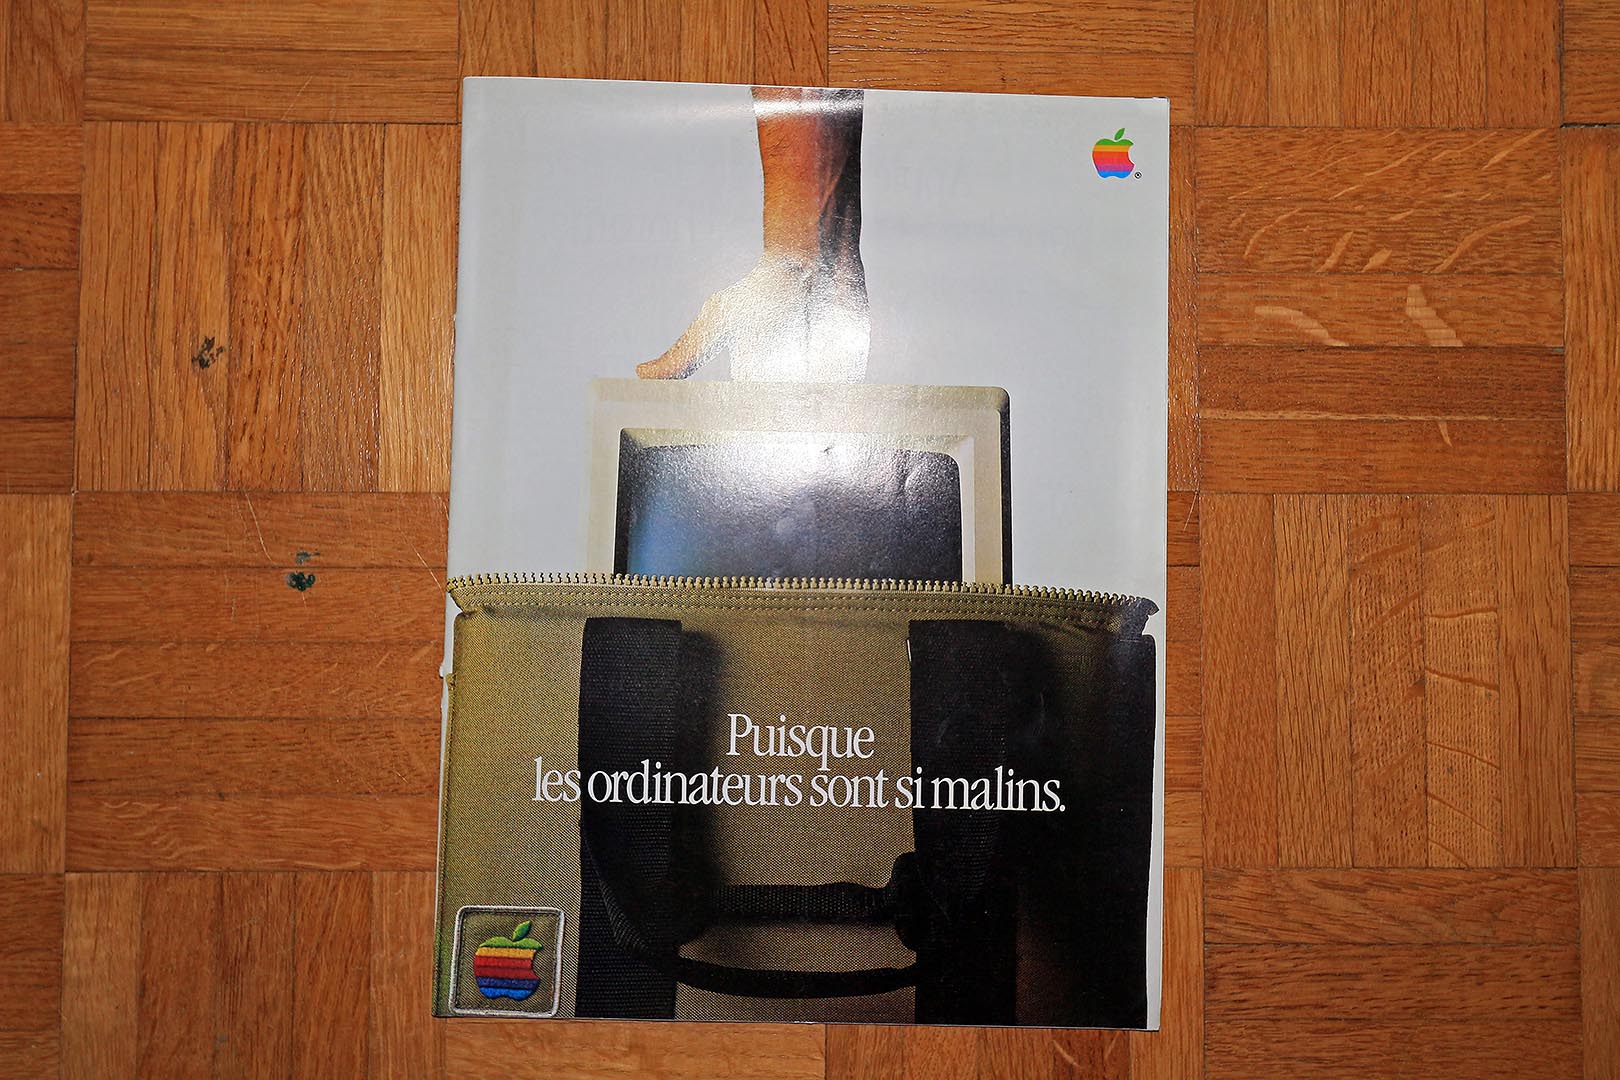 Puisque
les ordinateurs sont si malins.